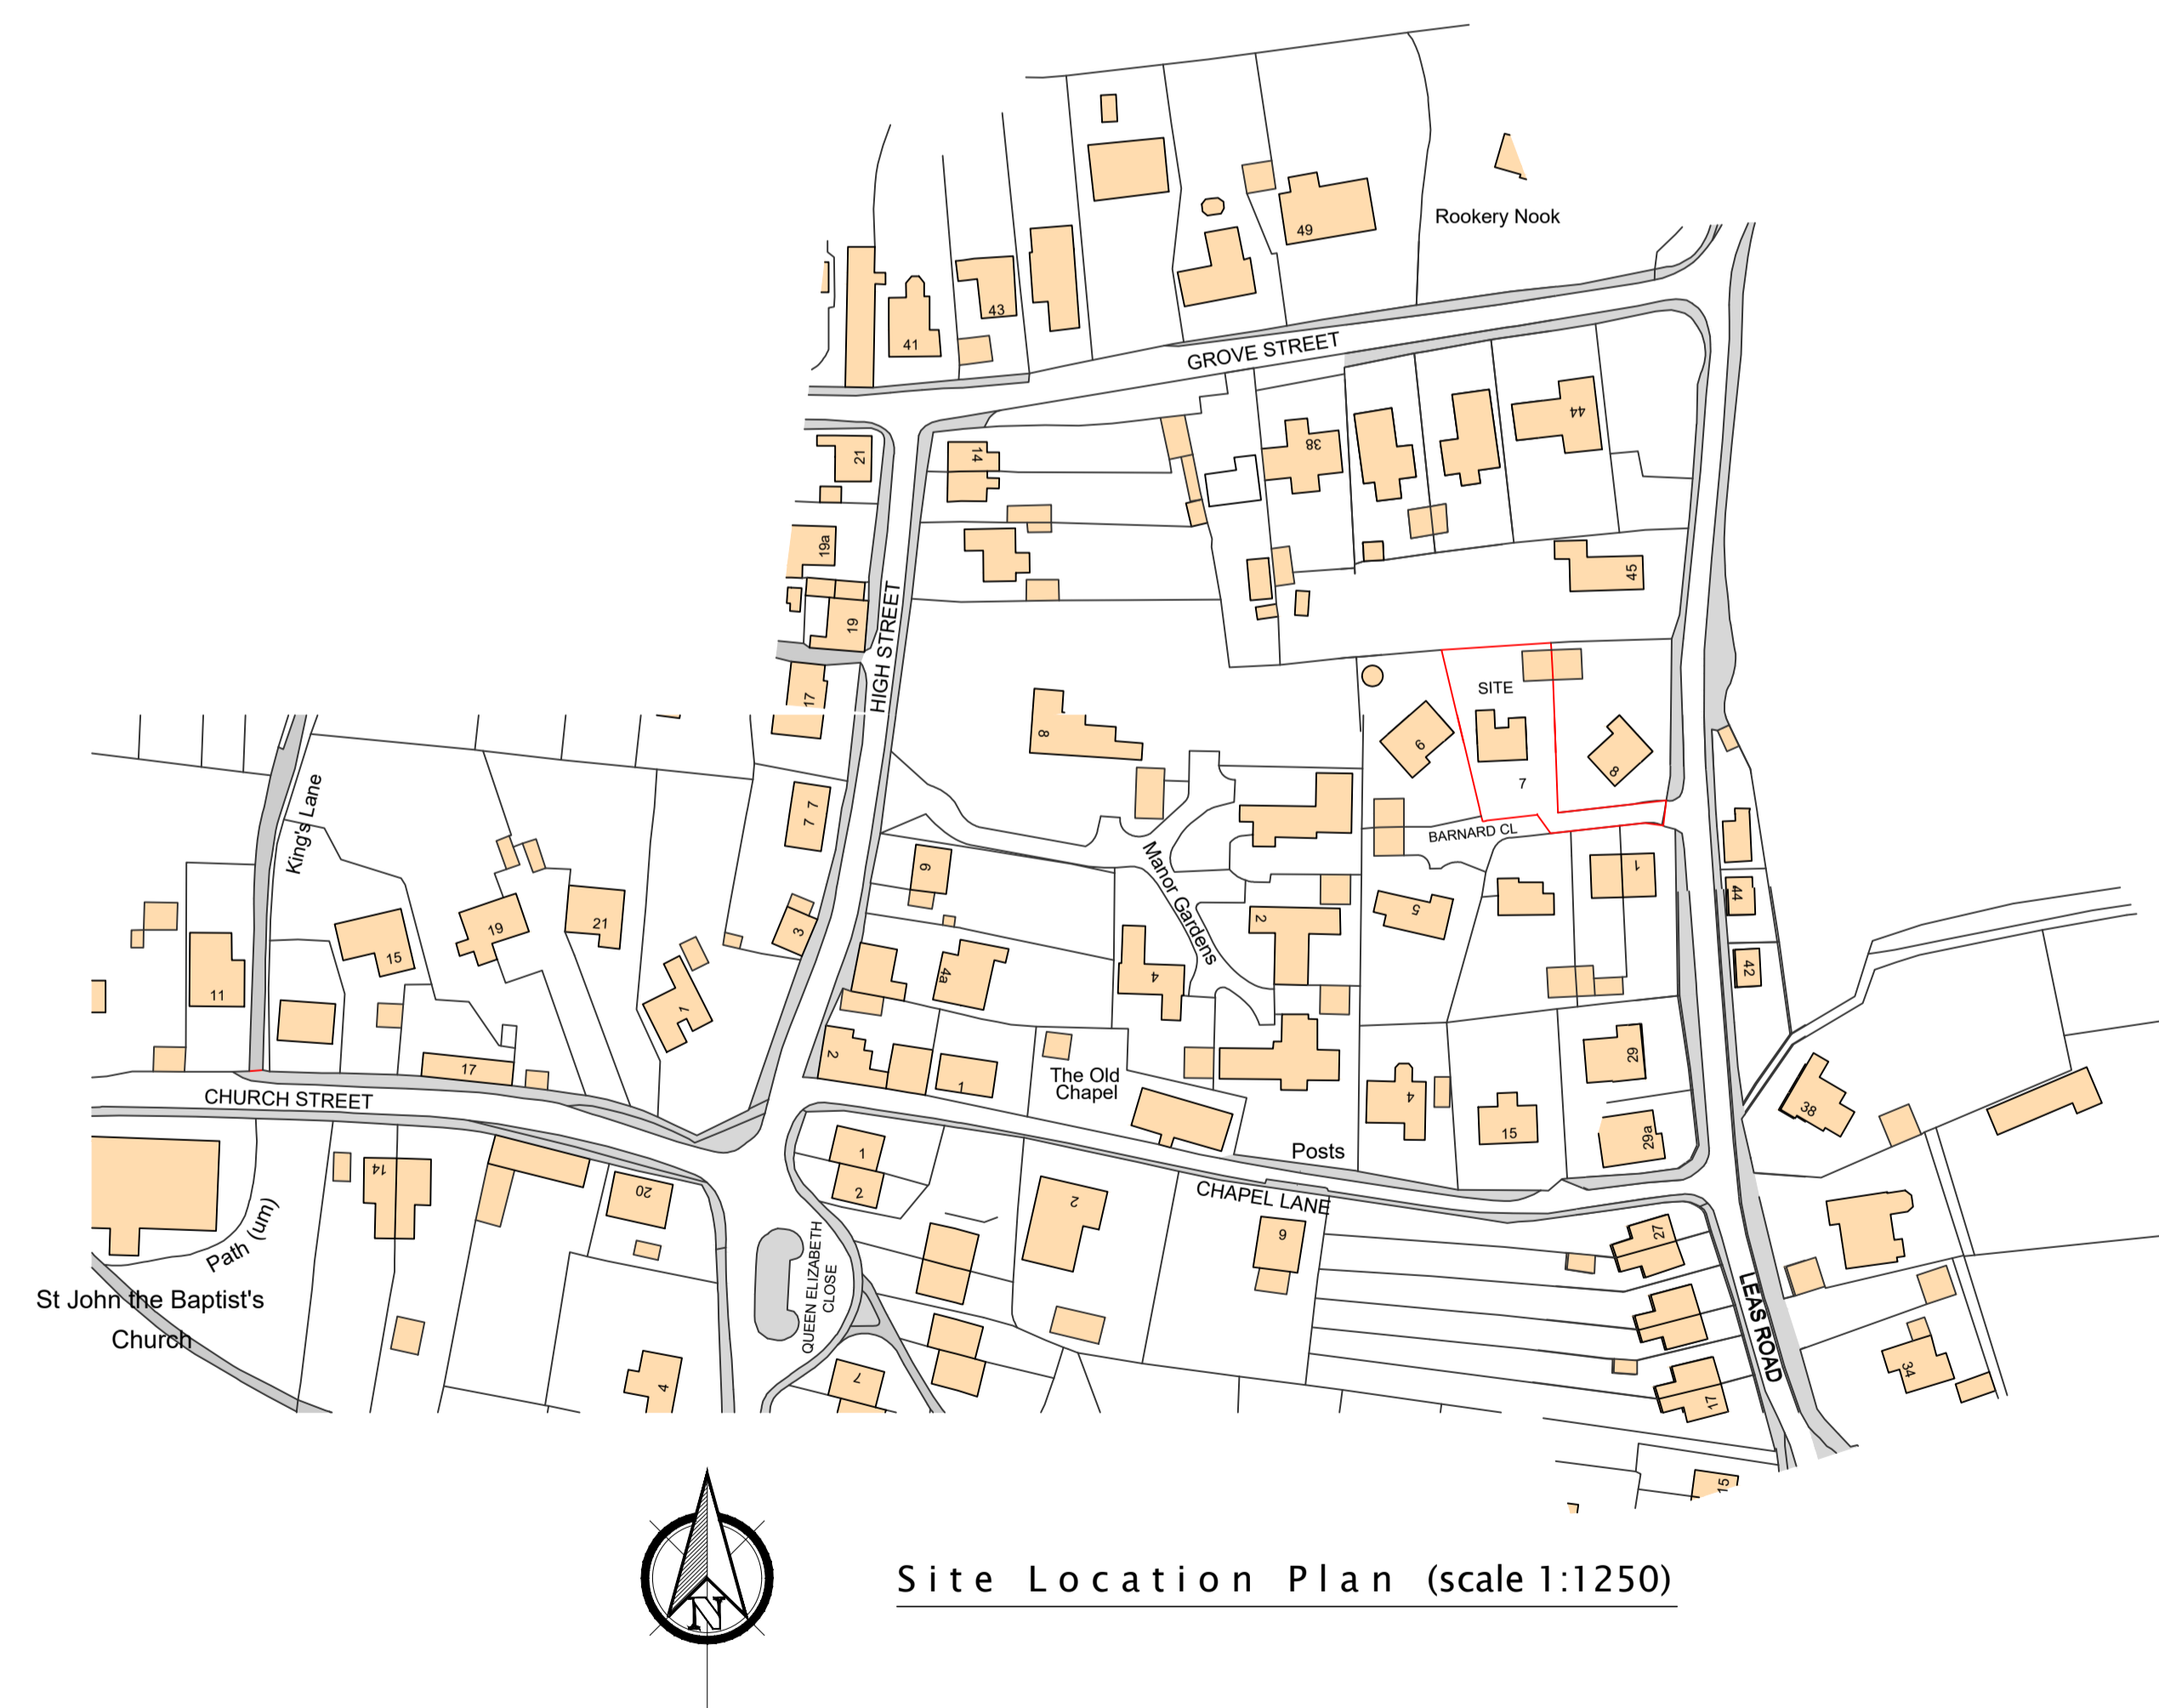 Rookery Nook
49
43
41
GROVE STREET
44
38
14
21
19a
45
19
HIGH STREET
17
SITE
8
6
7
8
King's Lane
7
7
BARNARD CL
Manor Gardens
6
1
44
2
5
21
19
3
15
4a
4
42
11
7
2
29
17
1
The Old
Chapel
4
38
CHURCH STREET
15
29a
Posts
1
14
20
2
CHAPEL LANE
2
6
27
Path (um)
QUEEN ELIZABETH
CLOSE
St John the Baptist's
Church
LEAS ROAD
7
4
34
17
15
N
Site Location Plan (scale 1:1250)